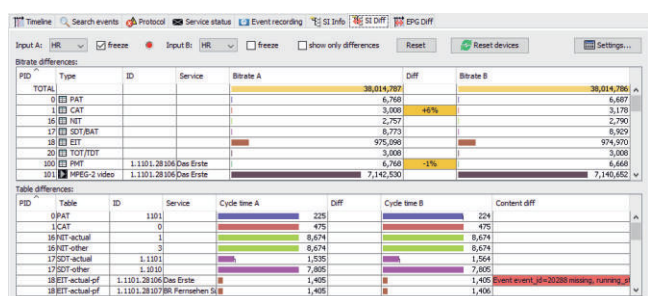 Timeline Search events Protocol Service status Event recording SI Info SI Diff EPG Diff
Input A: HR freeze Input B: HR freeze show only differences Reset Reset devices Settings...
Bitrate differences:
PID Type ID Service Bitrate A Diff Bitrate B
TOTAL 38,014,787 38,014,786
0 PAT 6,768 6,687
1 CAT 3,008 +6% 3,178
16 NIT 2,757 2,790
17 SDT/BAT 8,773 8,929
18 EIT 975,098 974,970
20 TOT/TDT 3,008 3,008
100 PMT 1.1101.28106 Das Erste 6,768 -1% 6,668
101 MPEG-2 video 1.1101.28106 Das Erste 7,142,530 7,140,652
Table differences:
PID Table ID Service Cycle time A Diff Cycle time B Content diff
0 PAT 1101 225 224
1 CAT 0 475 475
16 NIT-actual 1 8,674 8,674
16 NIT-other 3 8,674 8,674
17 SDT-actual 1.1101 1,535 1,564
17 SDT-other 1.1010 7,805 7,805
18 EIT-actual-pf 1.1101.28106 Das Erste 1,405 1,405 Event event_id=20288 missing, running_st
18 EIT-actual-pf 1.1101.28107 BR Fernsehen Sü 1,405 1,406